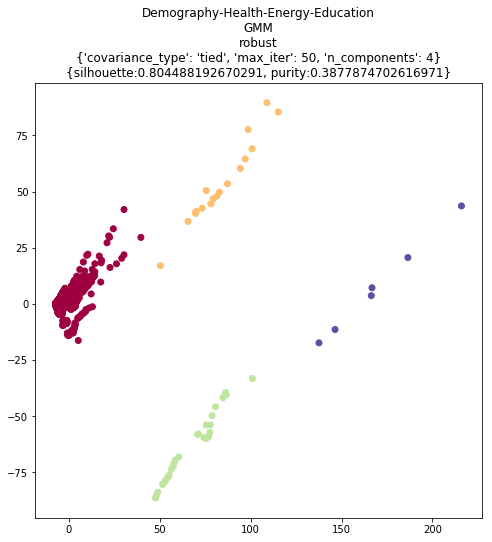 Demography-Health-Energy-Education
GMM
robust
{'covariance_type': 'tied', 'max_iter': 50, 'n_components': 4}
{silhouette:0.804488192670291, purity:0.3877874702616971}
75
50
25
0
−25
−50
−75
0
50
100
150
200